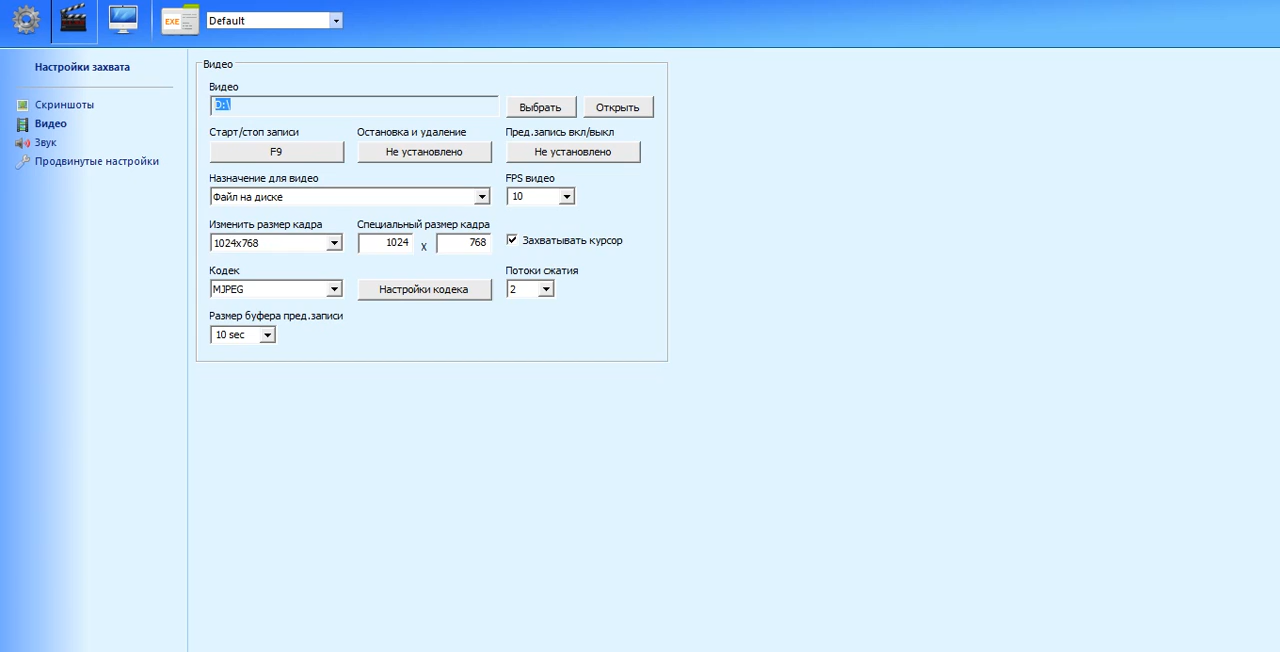 EXE
Default
Настройки захвата
Скриншоты
Видео
Звук
Продвинутые настройки
Видео
Видео
D:\
Выбрать
Открыть
Старт/стоп записи
Остановка и удаление
Пред.запись вкл/выкл
F9
Не установлено
Не установлено
Назначение для видео
FPS видео
Файл на диске
10
Изменить размер кадра
Специальный размер кадра
1024x768
1024
x
768
Захватывать курсор
Кодек
Потоки сжатия
MJPEG
Настройки кодека
2
Размер буфера пред.записи
10 sec